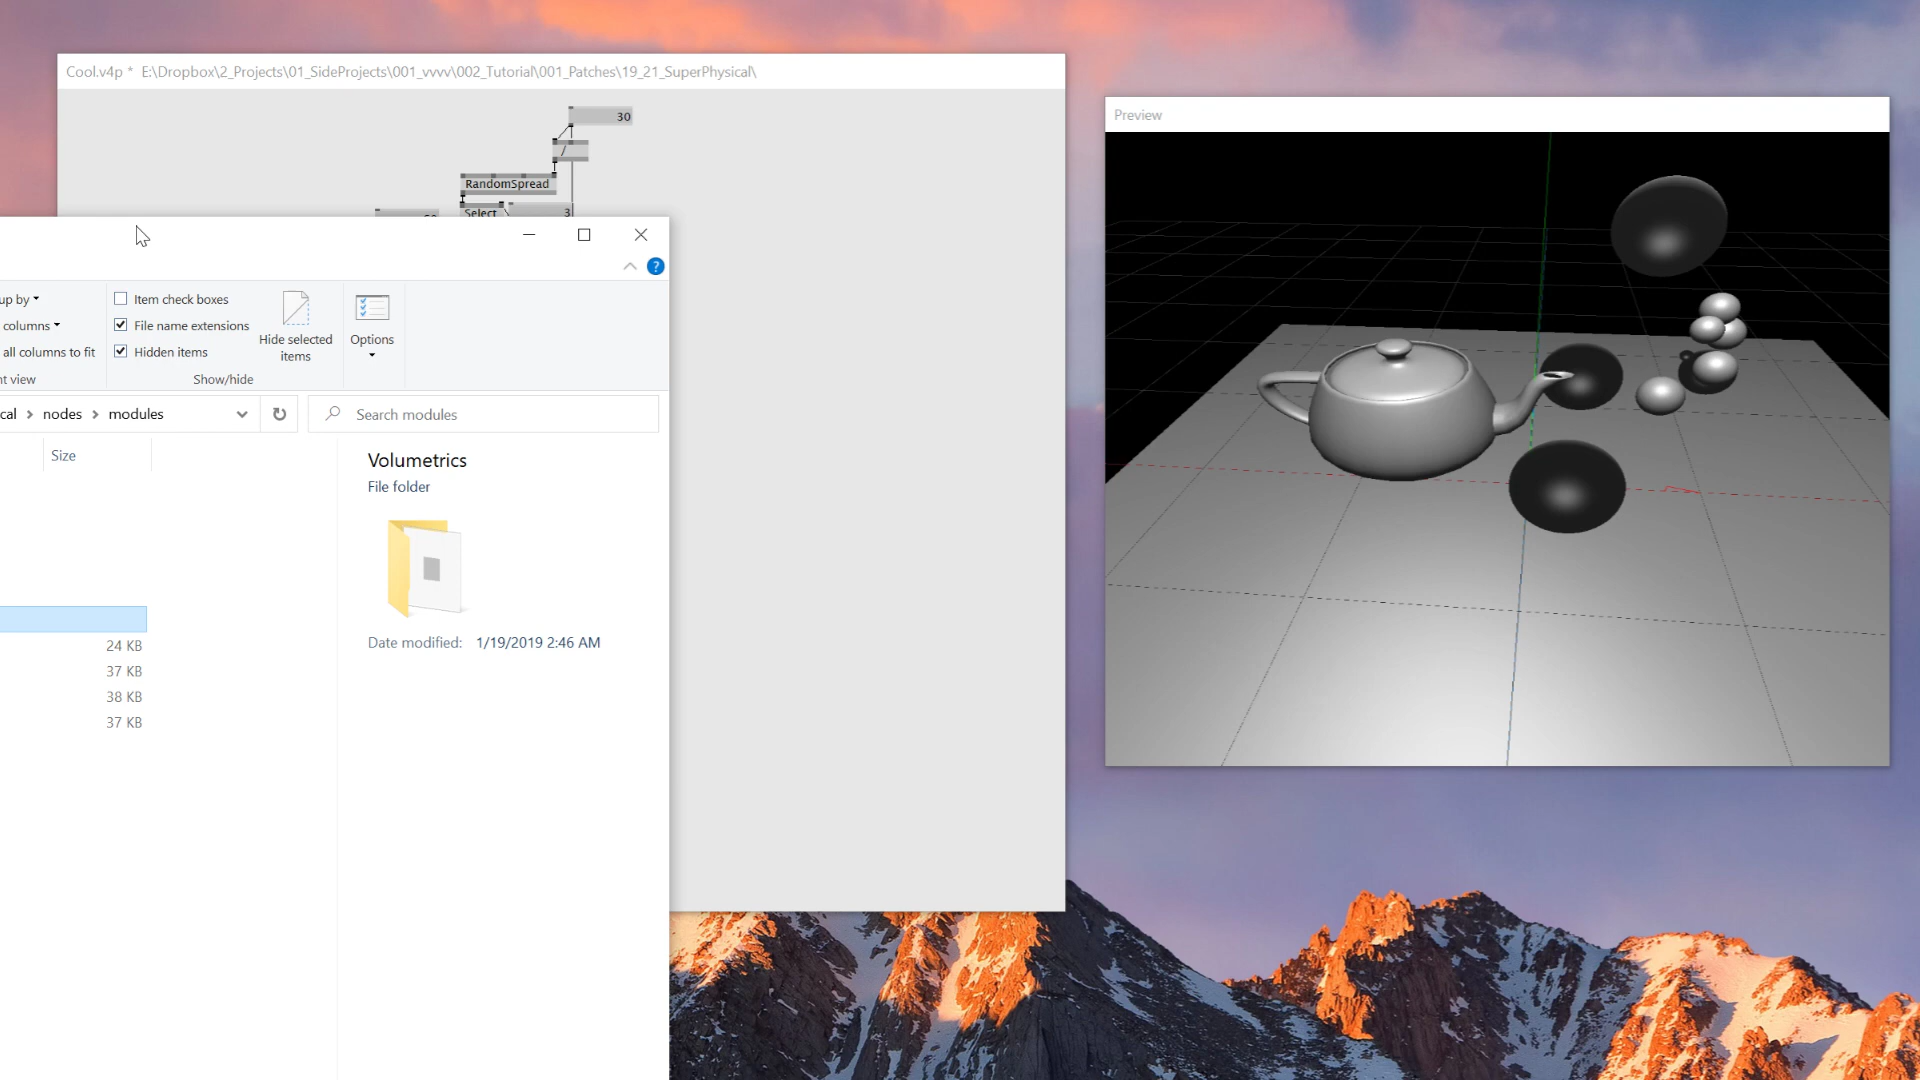 Cool.v4p * E:\Dropbox\2_Projects\01_SideProjects\001_vvvv\002_Tutorial\001_Patches\19_21_SuperPhysical\
30
/
RandomSpread
Select
3
Preview
?
up by
Item check boxes
columns
File name extensions
Hide selected
items
Options
all columns to fit
Hidden items
nt view
Show/hide
cal > nodes > modules
Search modules
Size
Volumetrics
File folder
Date modified: 1/19/2019 2:46 AM
24 KB
37 KB
38 KB
37 KB